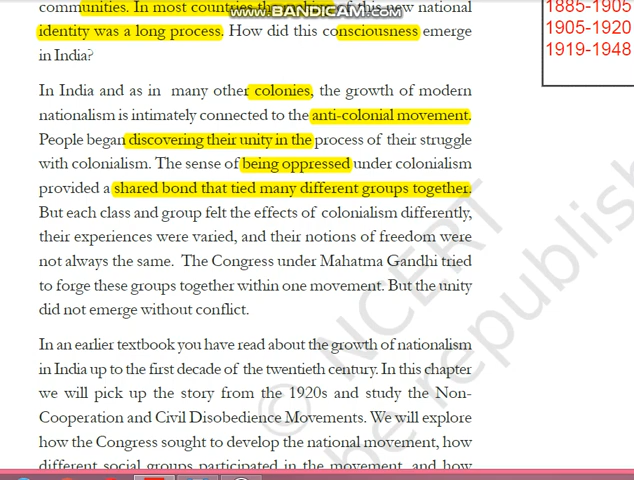 communities. In most countries the making of this new national
www.BANDICAM.com
identity was a long process. How did this consciousness emerge
in India?
In India and as in many other colonies, the growth of modern
nationalism is intimately connected to the anti-colonial movement.
People began discovering their unity in the process of their struggle
with colonialism. The sense of being oppressed under colonialism
provided a shared bond that tied many different groups together.
But each class and group felt the effects of colonialism differently,
their experiences were varied, and their notions of freedom were
not always the same. The Congress under Mahatma Gandhi tried
to forge these groups together within one movement. But the unity
did not emerge without conflict.
In an earlier textbook you have read about the growth of nationalism
in India up to the first decade of the twentieth century. In this chapter
we will pick up the story from the 1920s and study the Non-
Cooperation and Civil Disobedience Movements. We will explore
how the Congress sought to develop the national movement, how
different social groups participated in the movement, and how
1885-1905
1905-1920
1919-1948
© NCERT
be republish